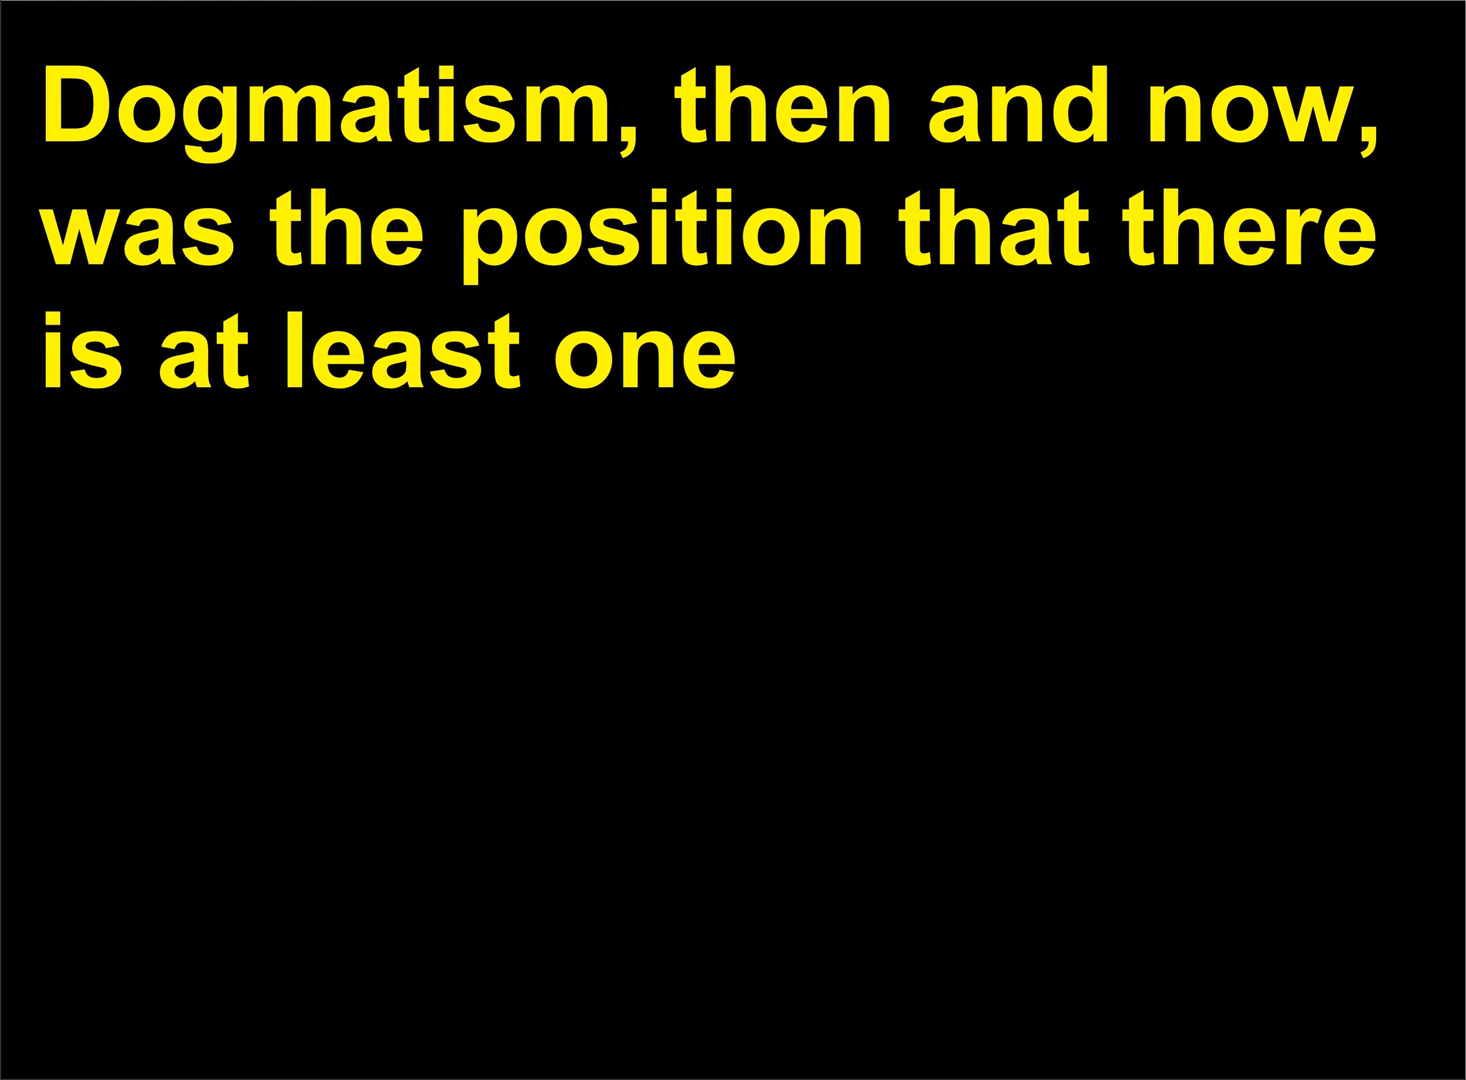 Dogmatism, then and now,
was the position that there
is at least one